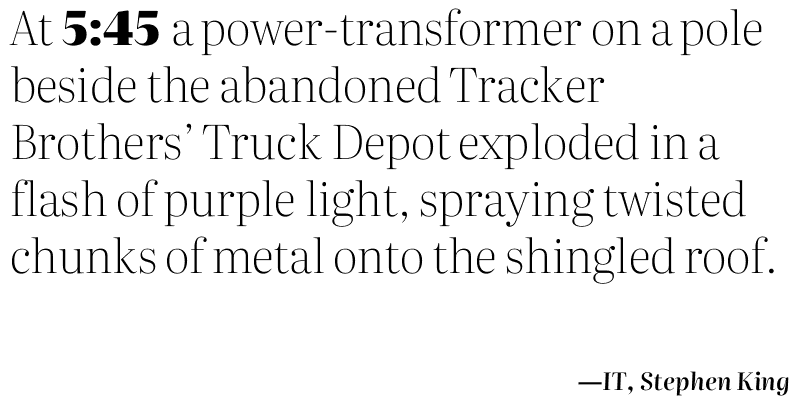 At 5:45 a power-transformer on a pole
beside the abandoned Tracker
Brothers’ Truck Depot exploded in a
flash of purple light, spraying twisted
chunks of metal onto the shingled roof.
—IT, Stephen King